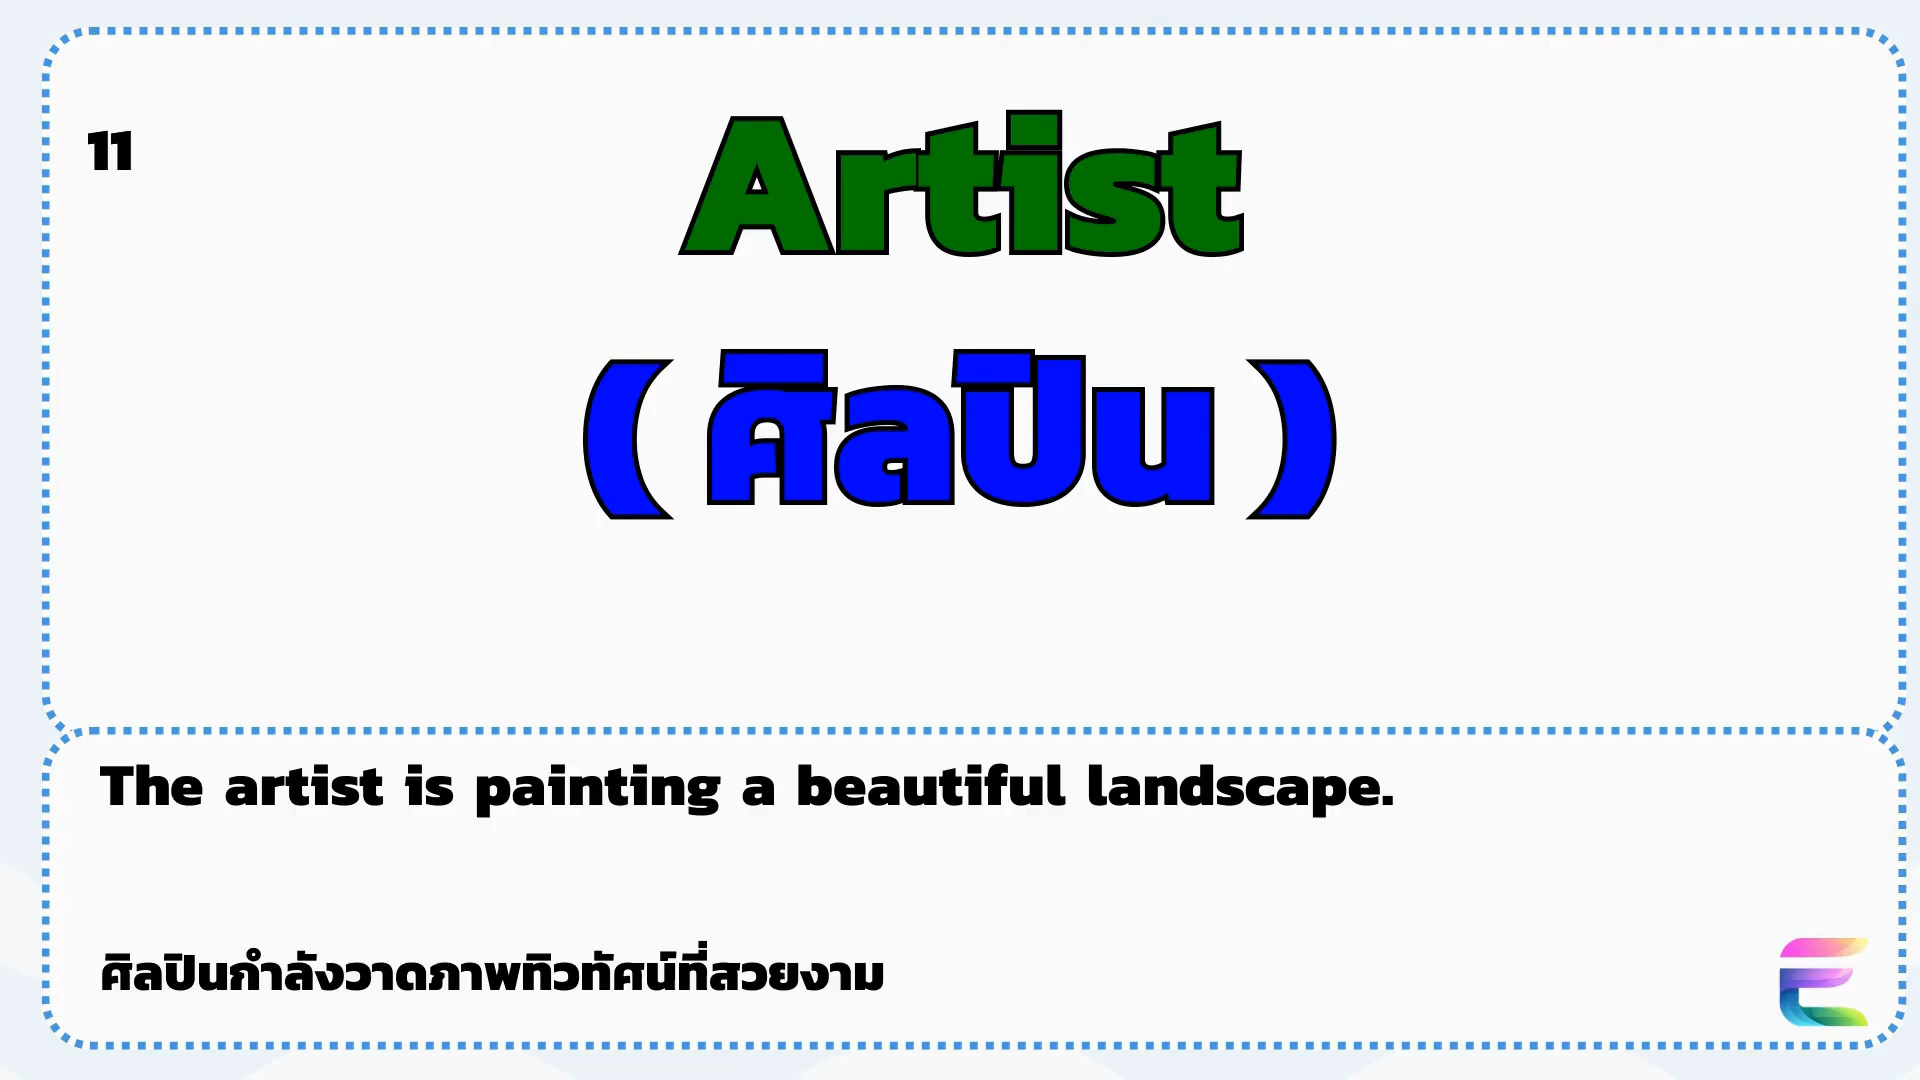 11
Artist
( ศิลปิน )
The artist is painting a beautiful landscape.
ศิลปินกำลังวาดภาพทิวทัศน์ที่สวยงาม